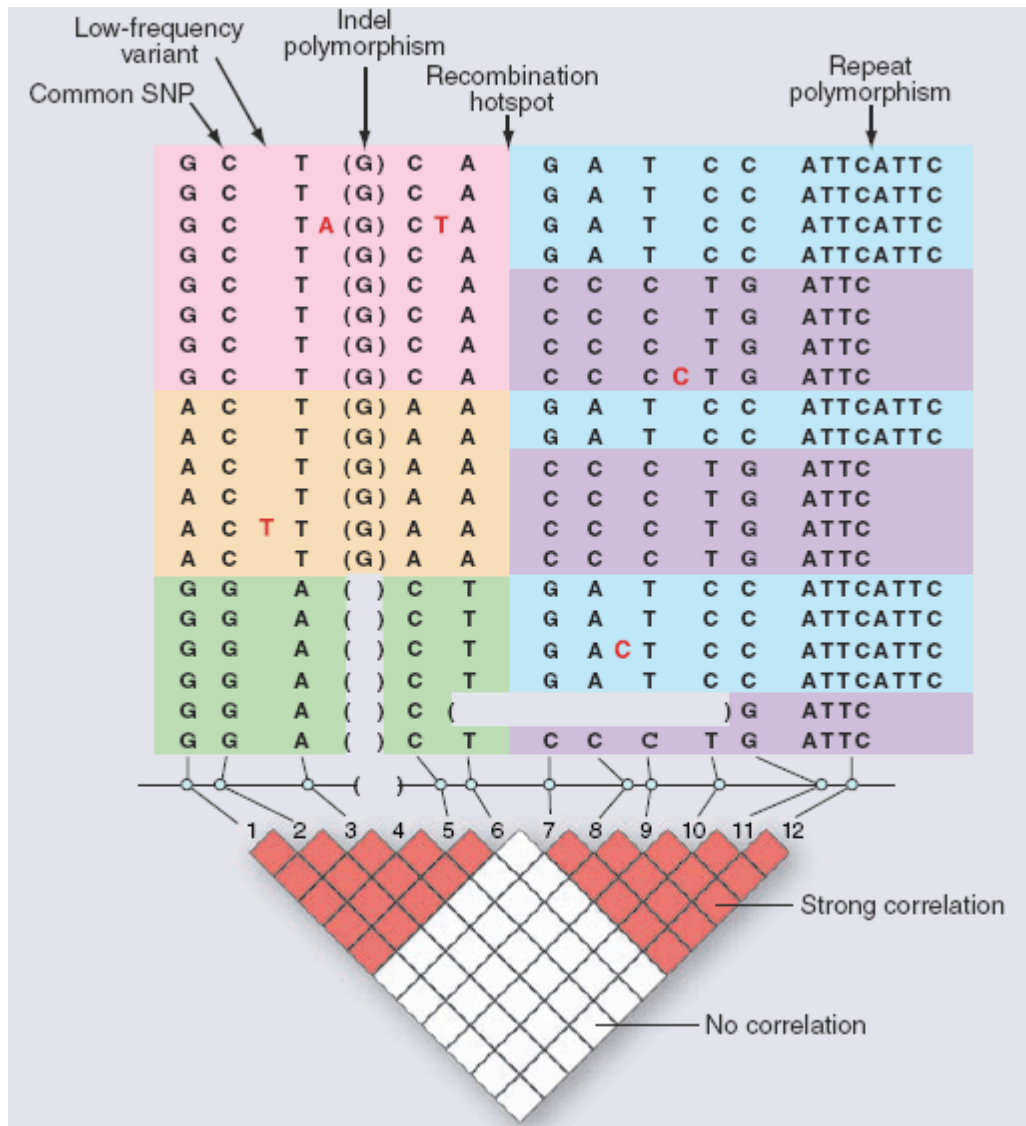 Low-frequency
variant
Common SNP
Indel
polymorphism
Recombination
hotspot
Repeat
polymorphism
G C T (G) C A G A T C C ATTCATTC
G C T (G) C A G A T C C ATTCATTC
G C T A (G) C T A G A T C C ATTCATTC
G C T (G) C A G A T C C ATTCATTC
G C T (G) C A C C C T G ATTC
G C T (G) C A C C C T G ATTC
G C T (G) C A C C C T G ATTC
G C T (G) C A C C C C T G ATTC
A C T (G) A A G A T C C ATTCATTC
A C T (G) A A G A T C C ATTCATTC
A C T (G) A A C C C T G ATTC
A C T (G) A A C C C T G ATTC
A C T T (G) A A C C C T G ATTC
A C T (G) A A C C C T G ATTC
G G A ( ) C T G A T C C ATTCATTC
G G A ( ) C T G A T C C ATTCATTC
G G A ( ) C T G A C T C C ATTCATTC
G G A ( ) C T G A T C C ATTCATTC
G G A ( ) C ( ) G ATTC
G G A ( ) C T C C C T G ATTC
( )
1 2 3 4 5 6 7 8 9 10 11 12
Strong correlation
No correlation